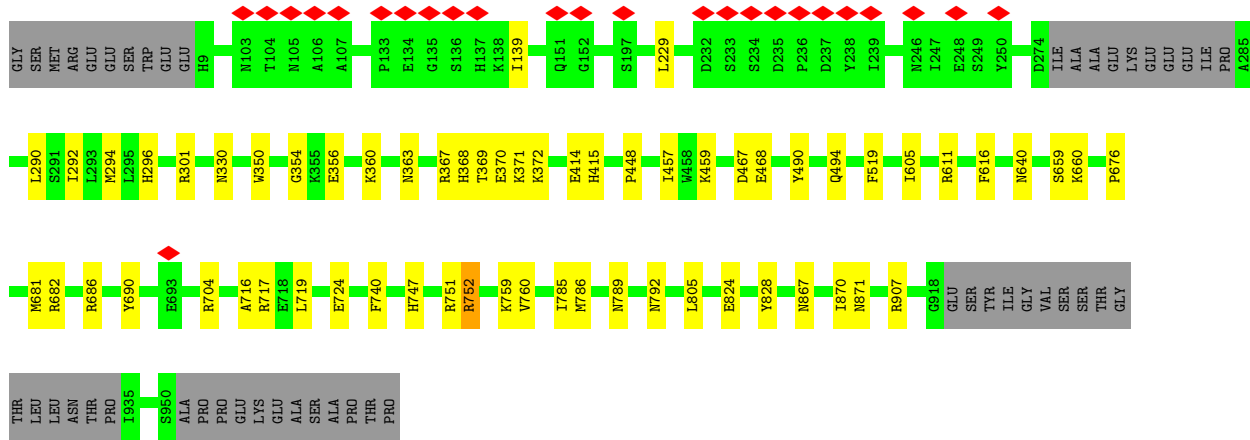 GLY SER MET ARG GLU GLU SER TRP GLU GLU H9 N103 T104 N105 A106 A107 P133 E134 G135 S136 H137 K138 I139 Q151 G152 S197 L229 D232 S233 S234 D235 P236 D237 Y238 I239 N246 I247 E248 S249 Y250 D274 ILE ALA ALA GLU LYS GLU GLU GLU ILE PRO A285
L290 S291 I292 L293 M294 L295 H296 R301 N330 W350 G354 K355 E356 K360 N363 R367 H368 T369 E370 K371 K372 E414 H415 P448 I457 W458 K459 D467 E468 Y490 Q494 F519 I605 R611 F616 N640 S659 K660 P676
M681 R682 R686 Y690 E693 R704 A716 R717 E718 L719 E724 F740 H747 R751 R752 K759 V760 I785 M786 N789 N792 L805 E824 Y828 N867 I870 N871 R907 G918 GLU SER TYR ILE GLY VAL SER SER THR GLY
THR LEU LEU ASN THR PRO I935 S950 ALA PRO PRO GLU LYS GLU ALA SER ALA PRO THR PRO